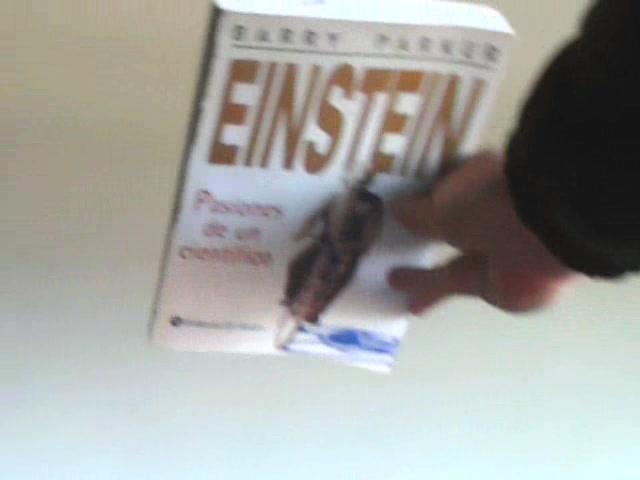 BARRY PARKER
EINSTEIN
Pasiones
de un
científico